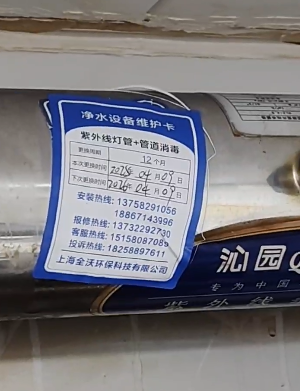 净水设备维护卡
紫外线灯管+管道消毒
更换周期 12个月
本次更换时间 2025年04月09日
下次更换时间 2026年04月09日
安装热线: 13758291056
18867143996
报修热线: 13732292730
客服热线: 15158087089
投诉热线: 18258897611
上海全沃环保科技有限公司
沁园Q
专为中国
紫外线